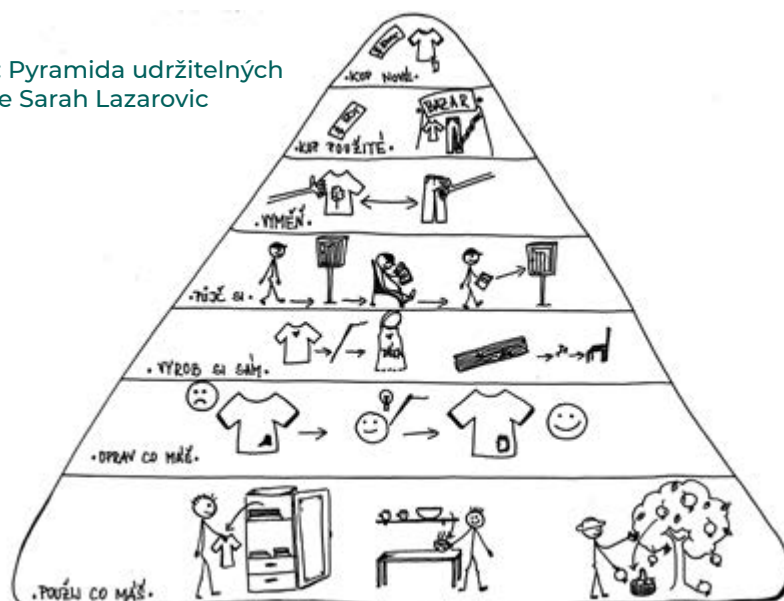 : Pyramida udržitelných
e Sarah Lazarovic
• KUP NOVÉ •
BAZAR
• KUP POUŽITÉ •
• VYMĚŇ •
• PŮJČ SI •
• VYROB SI SÁM •
• OPRAV CO MÁŠ •
• POUŽIJ CO MÁŠ •